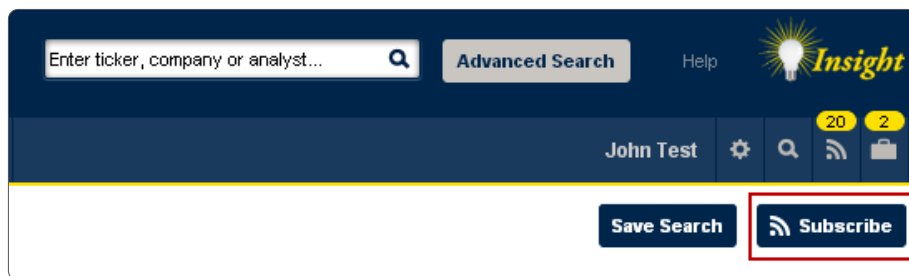 Enter ticker, company or analyst...
Advanced Search
Help
Insight
20
2
John Test
Save Search
Subscribe